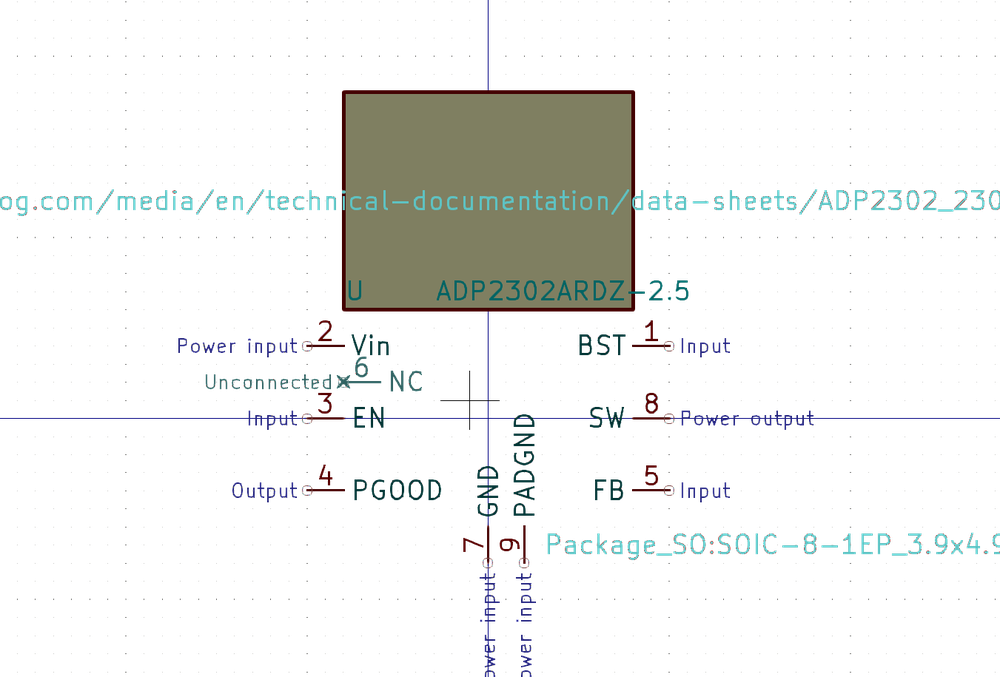 og.com/media/en/technical-documentation/data-sheets/ADP2302_230
U ADP2302ARDZ-2.5
Power input 2 Vin BST 1 Input
Unconnected 6 NC
Input 3 EN SW 8 Power output
Output 4 PGOOD FB 5 Input
GND PADGND
7 9 Package_SO:SOIC-8-1EP_3.9x4.9
ower input ower input